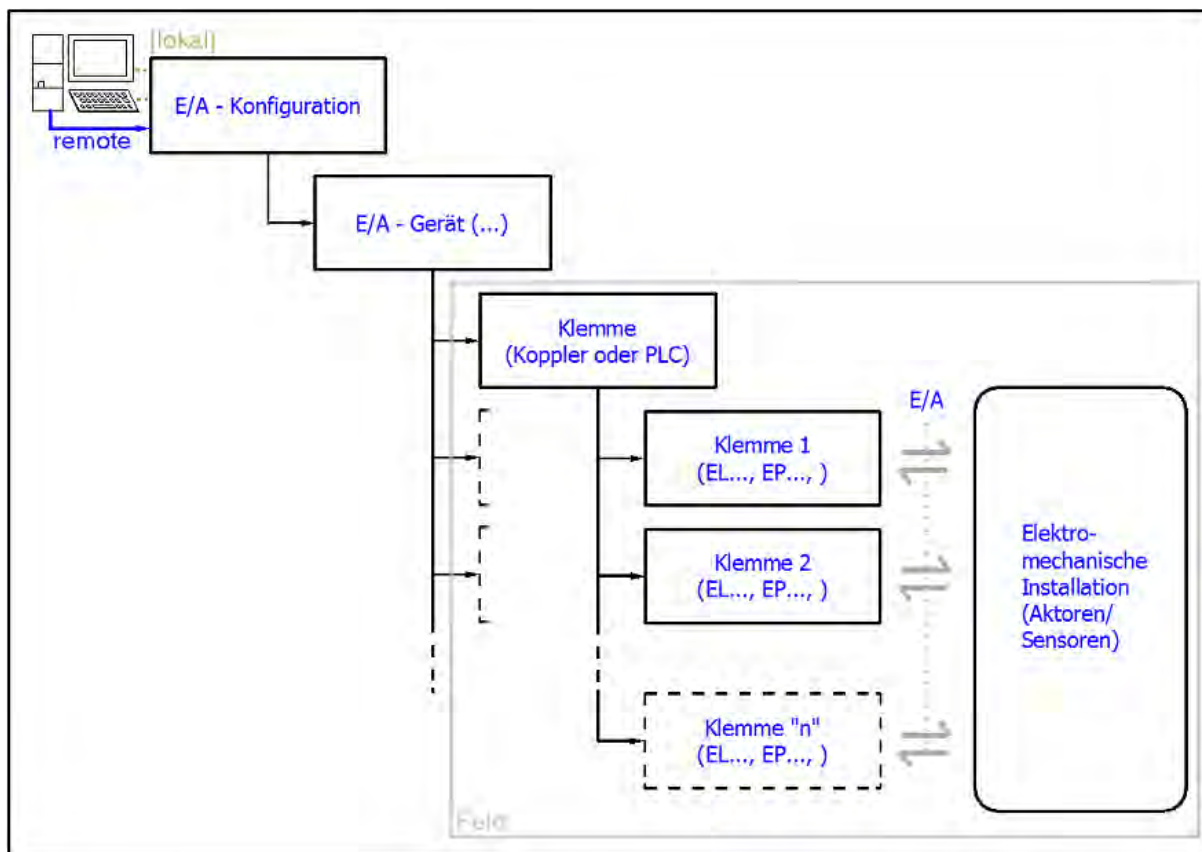 [lokal]
E/A - Konfiguration
remote
E/A - Gerät (...)
Klemme
(Koppler oder PLC)
E/A
Klemme 1
(EL..., EP..., )
Klemme 2
(EL..., EP..., )
Klemme "n"
(EL..., EP..., )
Elektro-
mechanische
Installation
(Aktoren/
Sensoren)
Feld